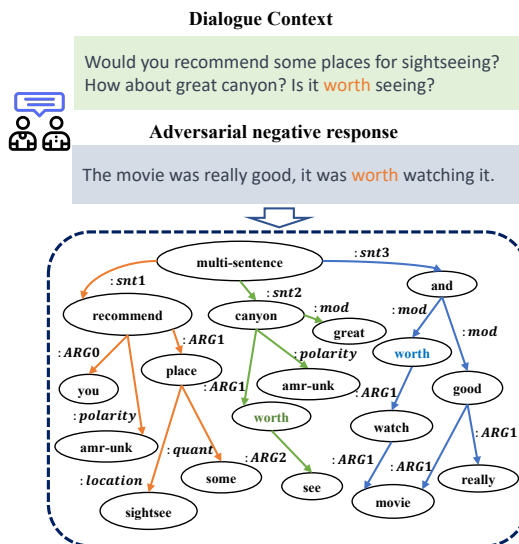 Dialogue Context
Would you recommend some places for sightseeing?
How about great canyon? Is it worth seeing?
Adversarial negative response
The movie was really good, it was worth watching it.
multi-sentence
:snt1
:snt2
:snt3
and
recommend
canyon
:mod
great
:mod
:mod
:ARG0
:ARG1
:ARG1
:polarity
worth
good
you
place
amr-unk
:polarity
worth
:ARG1
watch
:ARG1
amr-unk
:quant
some
:ARG2
see
:ARG1
:ARG1
really
:location
sightsee
movie